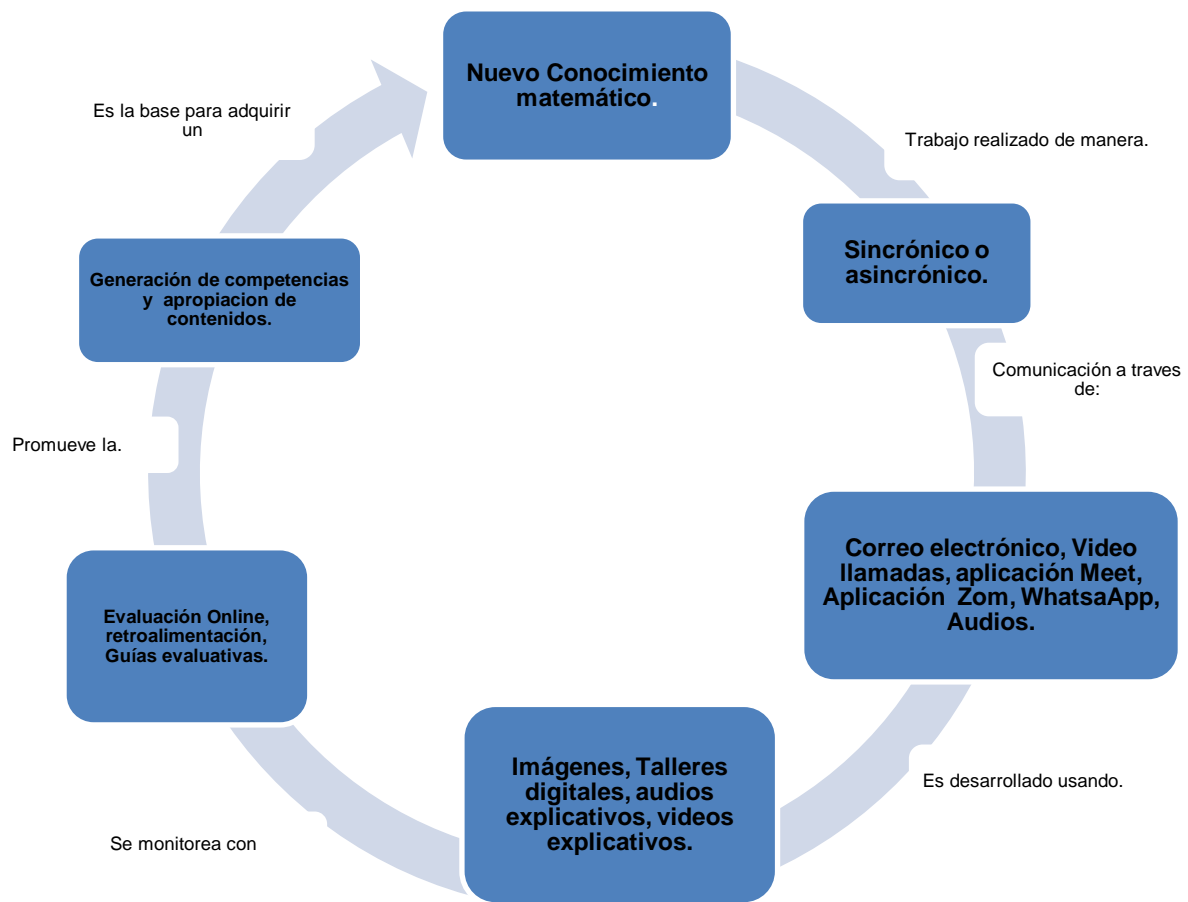 Nuevo Conocimiento
matemático.
Trabajo realizado de manera.
Sincrónico o
asincrónico.
Comunicación a traves
de:
Correo electrónico, Video
llamadas, aplicación Meet,
Aplicación Zom, WhatsaApp,
Audios.
Es desarrollado usando.
Imágenes, Talleres
digitales, audios
explicativos, videos
explicativos.
Se monitorea con
Evaluación Online,
retroalimentación,
Guías evaluativas.
Promueve la.
Generación de competencias
y apropiacion de
contenidos.
Es la base para adquirir
un